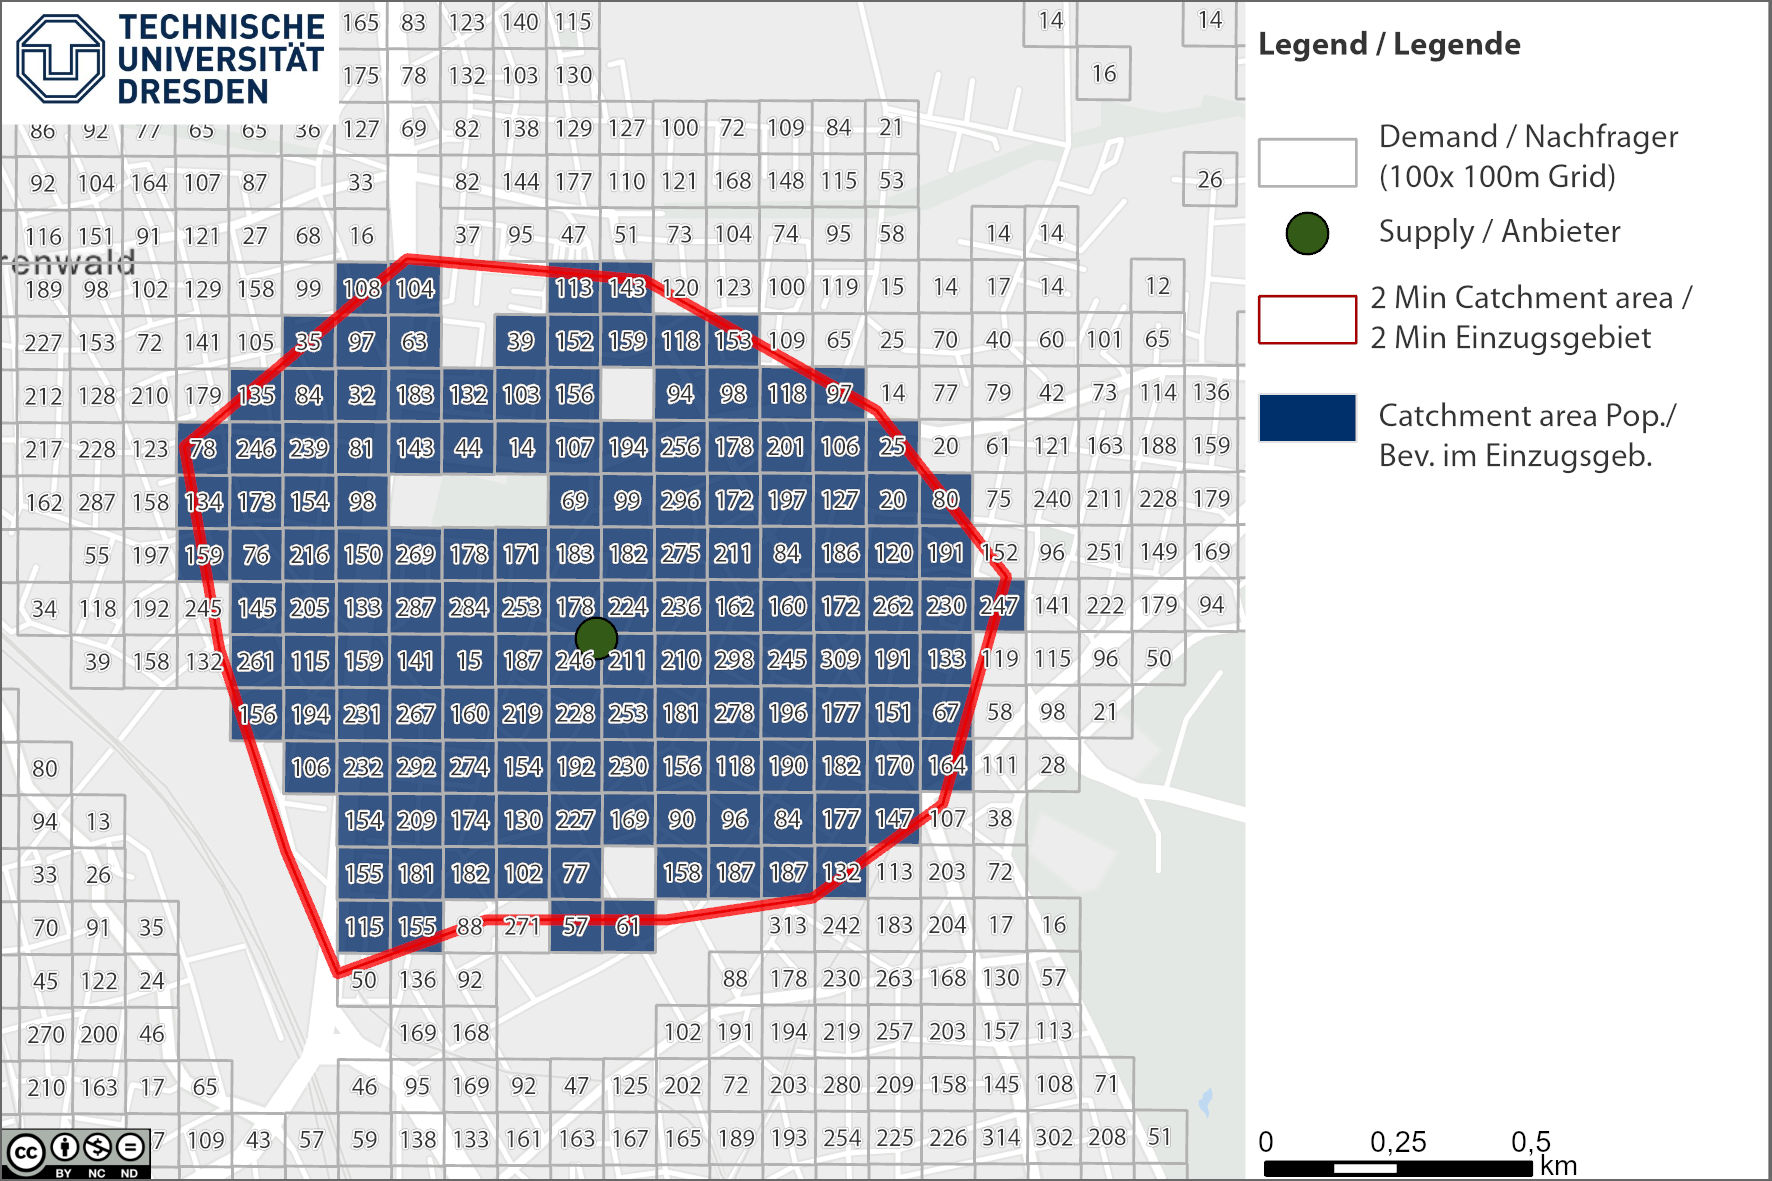 TECHNISCHE
UNIVERSITÄT
DRESDEN
165 83 123 140 115 14 14
175 78 132 103 130 16
86 92 77 65 65 36 127 69 82 138 129 127 100 72 109 84 21
92 104 164 107 87 33 82 144 177 110 121 168 148 115 53 26
116 151 91 121 27 68 16 37 95 47 51 73 104 74 95 58 14 14
renwald
189 98 102 129 158 99 108 104 113 143 120 123 100 119 15 14 17 14 12
227 153 72 141 105 35 97 63 39 152 159 118 153 109 65 25 70 40 60 101 65
212 128 210 179 135 84 32 183 132 103 156 94 98 118 97 14 77 79 42 73 114 136
217 228 123 78 246 239 81 143 44 14 107 194 256 178 201 106 25 20 61 121 163 188 159
162 287 158 134 173 154 98 69 99 296 172 197 127 20 80 75 240 211 228 179
55 197 159 76 216 150 269 178 171 183 182 275 211 84 186 120 191 152 96 251 149 169
34 118 192 245 145 205 133 287 284 253 178 224 236 162 160 172 262 230 247 141 222 179 94
39 158 132 261 115 159 141 15 187 246 211 210 298 245 309 191 133 119 115 96 50
156 194 231 267 160 219 228 253 181 278 196 177 151 67 58 98 21
80 106 232 292 274 154 192 230 156 118 190 182 170 164 111 28
94 13 154 209 174 130 227 169 90 96 84 177 147 107 38
33 26 155 181 182 102 77 158 187 187 132 113 203 72
70 91 35 115 155 88 271 57 61 313 242 183 204 17 16
45 122 24 50 136 92 88 178 230 263 168 130 57
270 200 46 169 168 102 191 194 219 257 203 157 113
210 163 17 65 46 95 169 92 47 125 202 72 203 280 209 158 145 108 71
7 109 43 57 59 138 133 161 163 167 165 189 193 254 225 226 314 302 208 51
cc BY NC ND
Legend / Legende
Demand / Nachfrager
(100x 100m Grid)
Supply / Anbieter
2 Min Catchment area /
2 Min Einzugsgebiet
Catchment area Pop./
Bev. im Einzugsgeb.
0 0,25 0,5
km